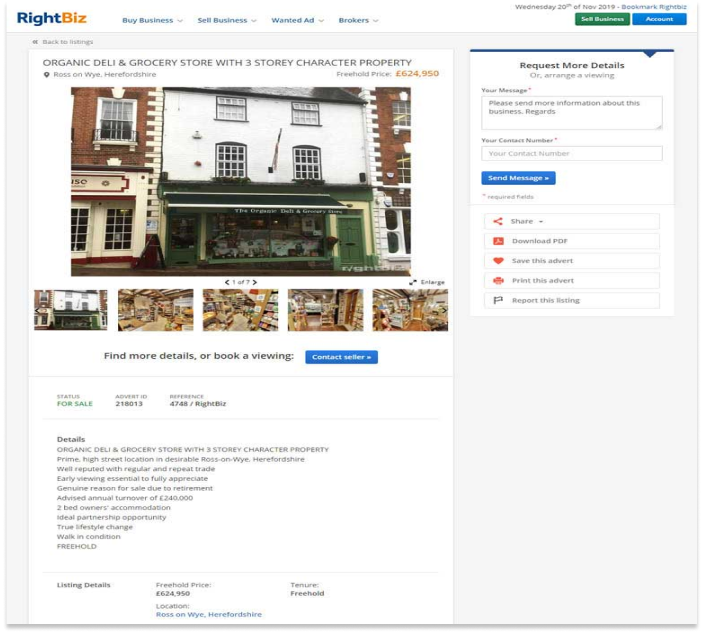 Wednesday 20th of Nov 2019 - Bookmark Rightbiz
RightBiz
Buy Business
Sell Business
Wanted Ad
Brokers
Sell Business
Account
« Back to listings
ORGANIC DELI & GROCERY STORE WITH 3 STOREY CHARACTER PROPERTY
Ross on Wye, Herefordshire
Freehold Price: £624,950
The Organic Deli & Grocery Store
rightbiz
1 of 7
Enlarge
Find more details, or book a viewing:
Contact seller »
STATUS ADVERT ID REFERENCE
FOR SALE 218013 4748 / RightBiz
Details
ORGANIC DELI & GROCERY STORE WITH 3 STOREY CHARACTER PROPERTY
Prime, high street location in desirable Ross-on-Wye, Herefordshire
Well reputed with regular and repeat trade
Early viewing essential to fully appreciate
Genuine reason for sale due to retirement
Advised annual turnover of £240,000
2 bed owners' accommodation
Ideal partnership opportunity
True lifestyle change
Walk in condition
FREEHOLD
Listing Details
Freehold Price:
£624,950
Tenure:
Freehold
Location:
Ross on Wye, Herefordshire
Request More Details
Or, arrange a viewing
Your Message*
Please send more information about this
business. Regards
Your Contact Number*
Your Contact Number
Send Message »
* required fields
Share
Download PDF
Save this advert
Print this advert
Report this listing